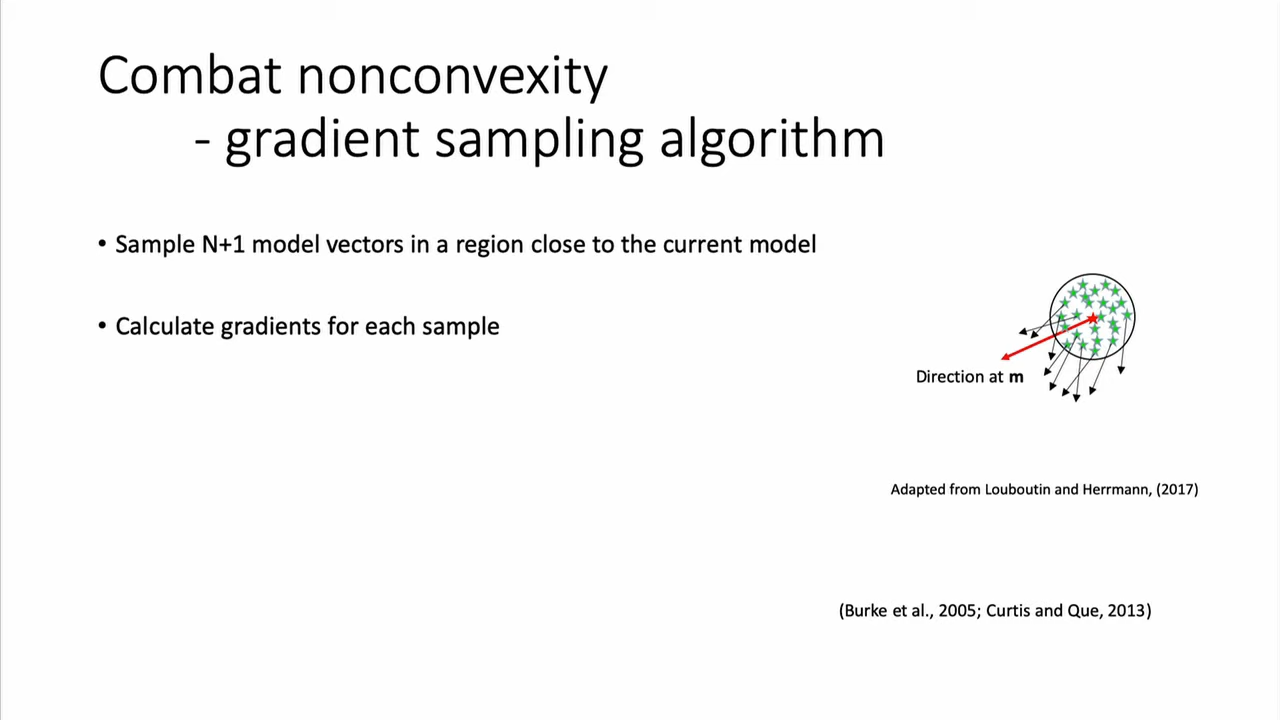 Combat nonconvexity
- gradient sampling algorithm
• Sample N+1 model vectors in a region close to the current model
• Calculate gradients for each sample
Direction at m
Adapted from Louboutin and Herrmann, (2017)
(Burke et al., 2005; Curtis and Que, 2013)